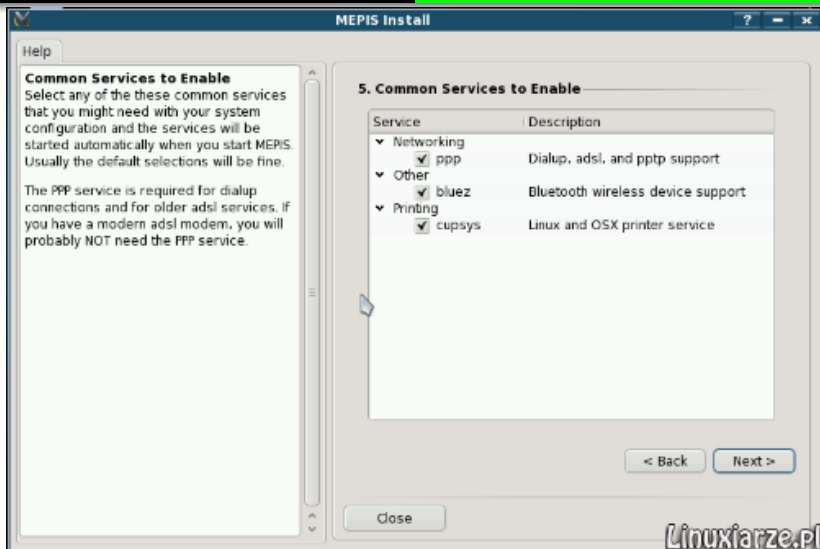 MEPIS Install
Help
Common Services to Enable
Select any of the these common services
that you might need with your system
configuration and the services will be
started automatically when you start MEPIS.
Usually the default selections will be fine.
The PPP service is required for dialup
connections and for older adsl services. If
you have a modern adsl modem, you will
probably NOT need the PPP service.
5. Common Services to Enable
Service Description
Networking
ppp Dialup, adsl, and pptp support
Other
bluez Bluetooth wireless device support
Printing
cupsys Linux and OSX printer service
< Back Next >
Close
Linuxiarze.pl